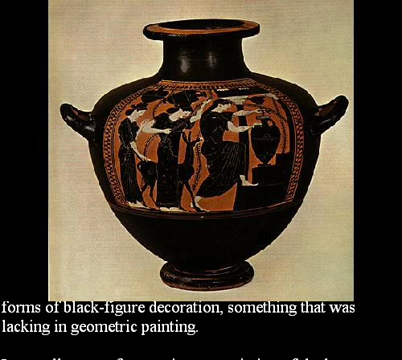 forms of black-figure decoration, something that was
lacking in geometric painting.